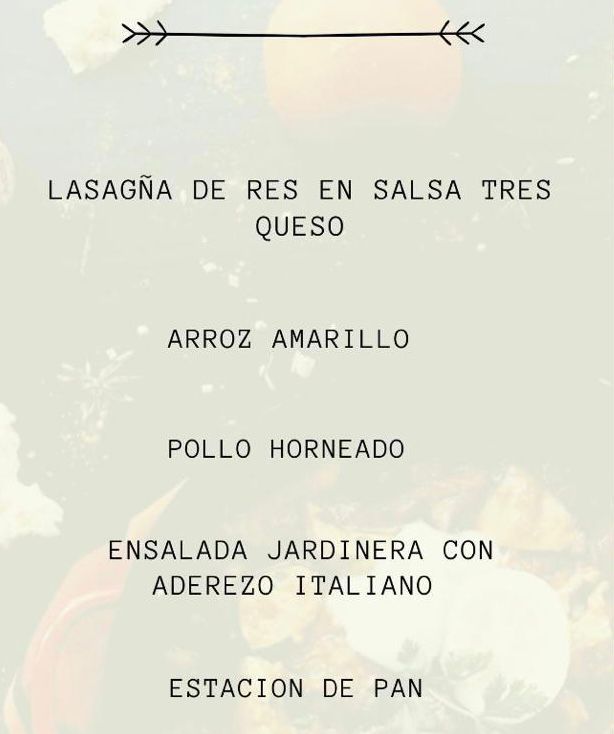 LASAGÑA DE RES EN SALSA TRES
QUESO
ARROZ AMARILLO
POLLO HORNEADO
ENSALADA JARDINERA CON
ADEREZO ITALIANO
ESTACION DE PAN